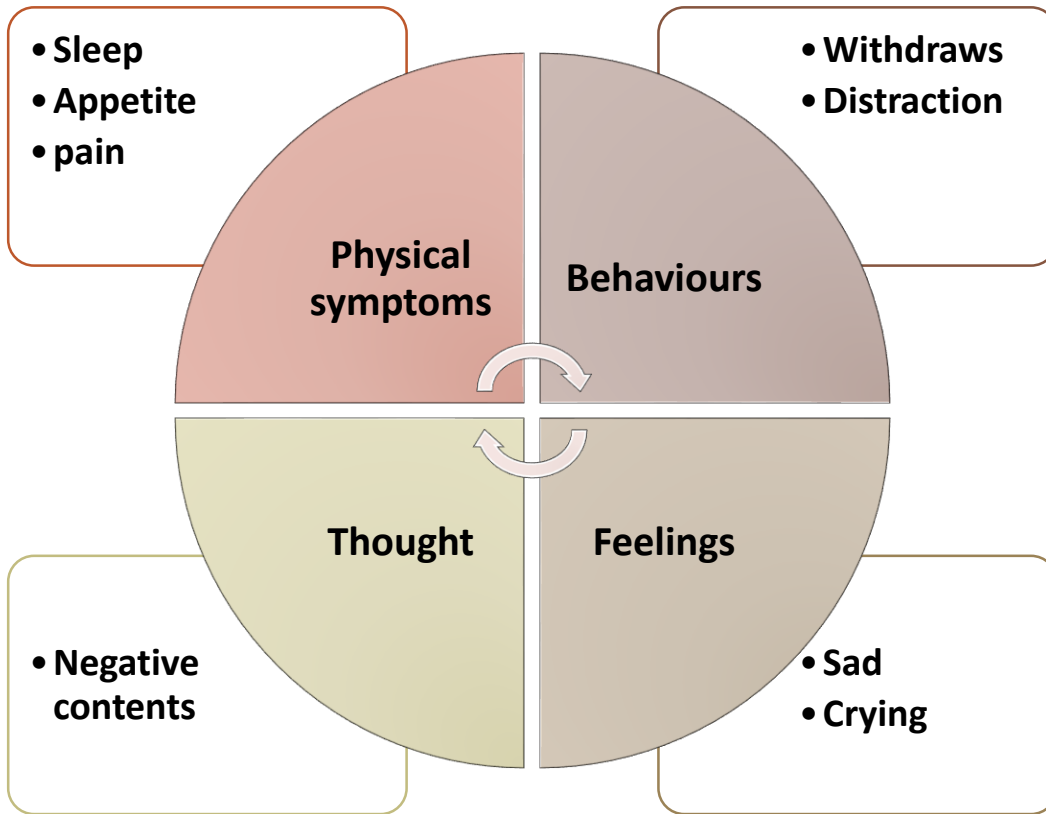 • Sleep
• Appetite
• pain
• Withdraws
• Distraction
Physical
symptoms
Behaviours
Thought
Feelings
• Negative
contents
• Sad
• Crying